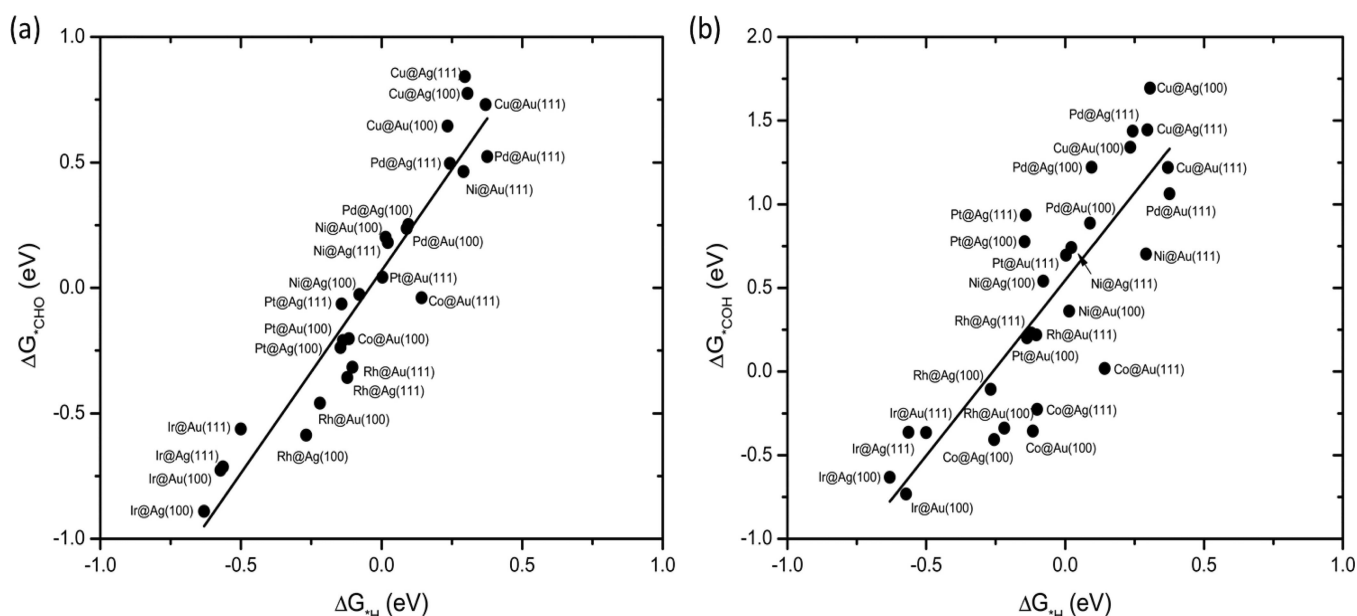 (a)
1.0
0.5
0.0
-0.5
-1.0
ΔG*CHO (eV)
Cu@Ag(111)
Cu@Ag(100)
Cu@Au(111)
Cu@Au(100)
Pd@Ag(111)
Pd@Au(111)
Ni@Au(111)
Pd@Ag(100)
Ni@Au(100)
Ni@Ag(111)
Pd@Au(100)
Ni@Ag(100)
Pt@Au(111)
Pt@Ag(111)
Co@Au(111)
Pt@Au(100)
Co@Au(100)
Pt@Ag(100)
Rh@Au(111)
Rh@Ag(111)
Rh@Au(100)
Rh@Ag(100)
Ir@Au(111)
Ir@Ag(111)
Ir@Au(100)
Ir@Ag(100)
-1.0 -0.5 0.0 0.5 1.0
ΔG*H (eV)
(b)
2.0
1.5
1.0
0.5
0.0
-0.5
-1.0
ΔG*COH (eV)
Cu@Ag(100)
Pd@Ag(111)
Cu@Ag(111)
Cu@Au(100)
Pd@Ag(100)
Cu@Au(111)
Pd@Au(111)
Pt@Ag(111)
Pd@Au(100)
Pt@Ag(100)
Pt@Au(111)
Ni@Au(111)
Ni@Ag(100)
Ni@Ag(111)
Ni@Au(100)
Rh@Ag(111)
Rh@Au(111)
Pt@Au(100)
Co@Au(111)
Rh@Ag(100)
Ir@Au(111)
Rh@Au(100)
Co@Ag(111)
Ir@Ag(111)
Co@Ag(100)
Co@Au(100)
Ir@Ag(100)
Ir@Au(100)
-1.0 -0.5 0.0 0.5 1.0
ΔG*H (eV)